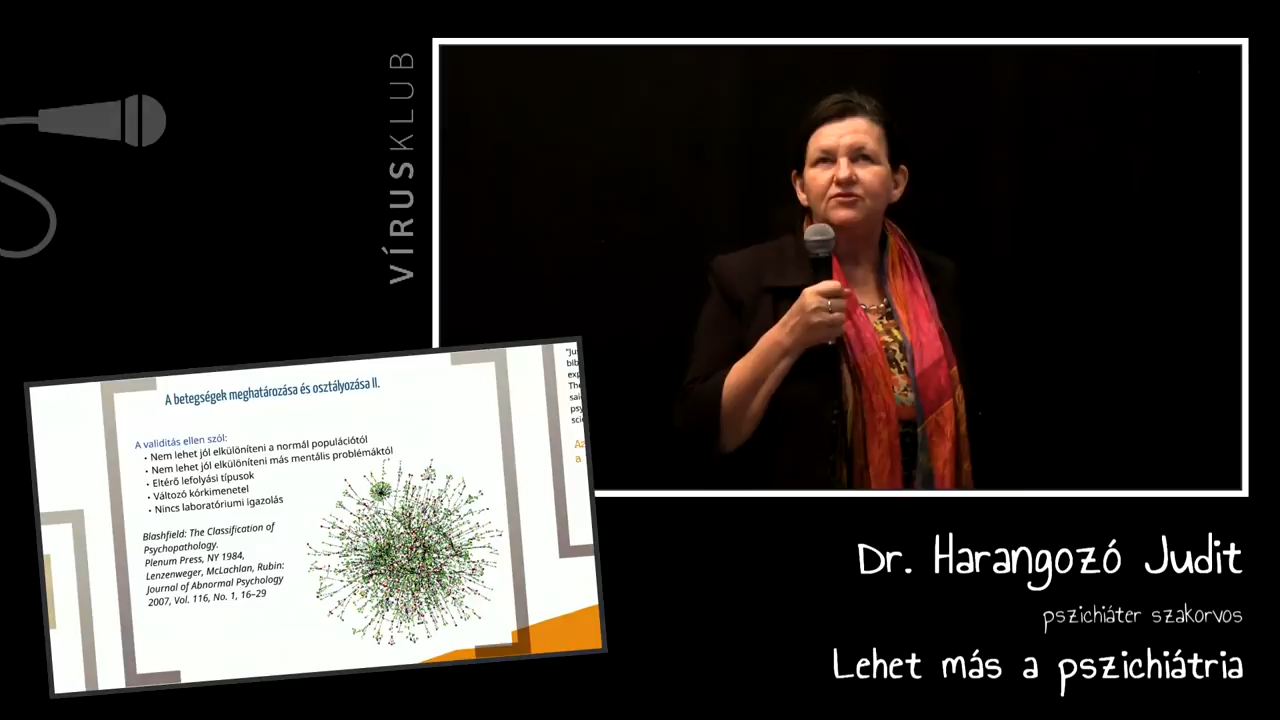 VÍRUSKLUB
A betegségek meghatározása és osztályozása II.
A validitás ellen szól:
• Nem lehet jól elkülöníteni a normál populációtól
• Nem lehet jól elkülöníteni más mentális problémáktól
• Eltérő lefolyási típusok
• Változó kórkimenetel
• Nincs laboratóriumi igazolás
Blashfield: The Classification of
Psychopathology.
Plenum Press, NY 1984,
Lenzenweger, McLachlan, Rubin:
Journal of Abnormal Psychology
2007, Vol. 116, No. 1, 16–29
Dr. Harangozó Judit
pszichiáter szakorvos
Lehet más a pszichiátria